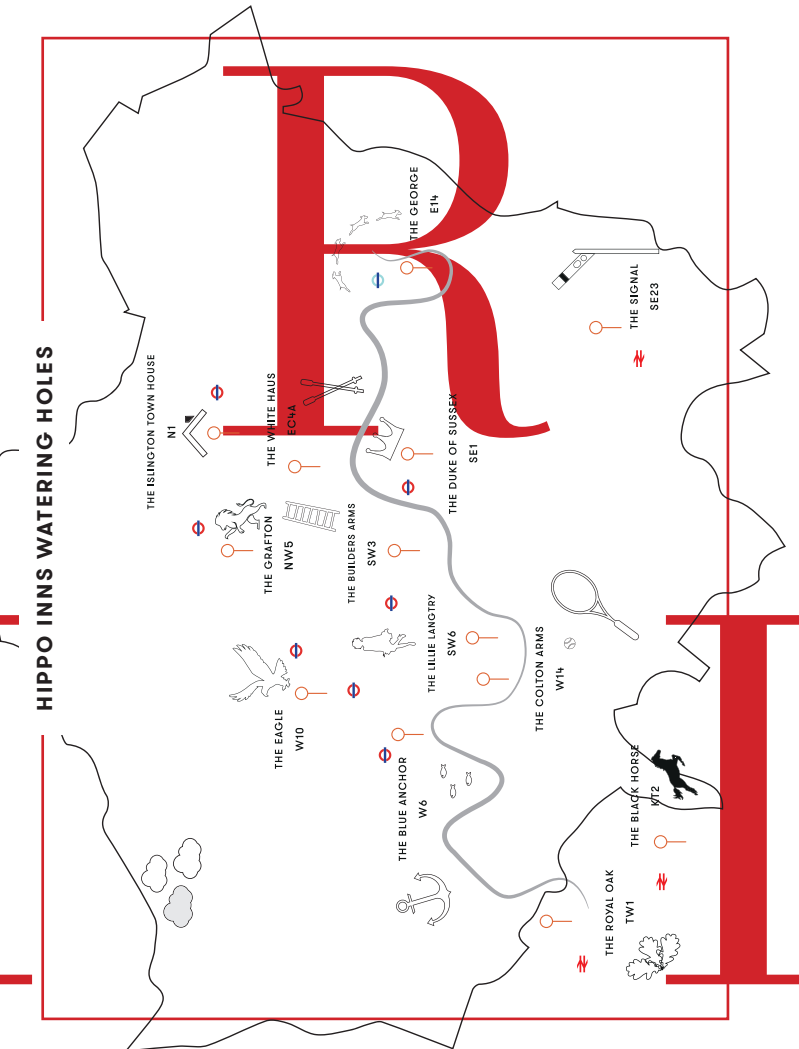 HIPPO INNS WATERING HOLES
THE ISLINGTON TOWN HOUSE
N1
THE GRAFTON
NW5
THE WHITE HAUS
EC4A
THE EAGLE
W10
THE BUILDERS ARMS
SW3
THE GEORGE
E14
THE BLUE ANCHOR
W6
THE LILLIE LANGTRY
SW6
THE DUKE OF SUSSEX
SE1
THE COLTON ARMS
W14
THE ROYAL OAK
TW1
THE BLACK HORSE
KT2
THE SIGNAL
SE23
R